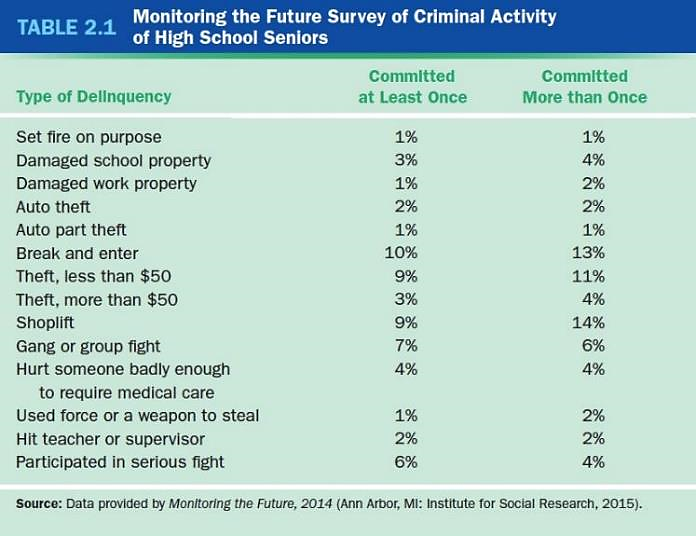 TABLE 2.1 Monitoring the Future Survey of Criminal Activity
of High School Seniors
Committed Committed
Type of Delinquency at Least Once More than Once
Set fire on purpose 1% 1%
Damaged school property 3% 4%
Damaged work property 1% 2%
Auto theft 2% 2%
Auto part theft 1% 1%
Break and enter 10% 13%
Theft, less than $50 9% 11%
Theft, more than $50 3% 4%
Shoplift 9% 14%
Gang or group fight 7% 6%
Hurt someone badly enough 4% 4%
to require medical care
Used force or a weapon to steal 1% 2%
Hit teacher or supervisor 2% 2%
Participated in serious fight 6% 4%
Source: Data provided by Monitoring the Future, 2014 (Ann Arbor, MI: Institute for Social Research, 2015).